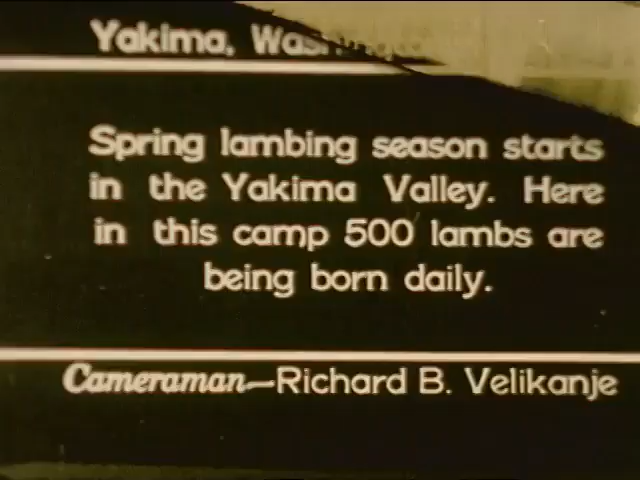 Yakima, Washington
Spring lambing season starts
in the Yakima Valley. Here
in this camp 500 lambs are
being born daily.
Cameraman—Richard B. Velikanje